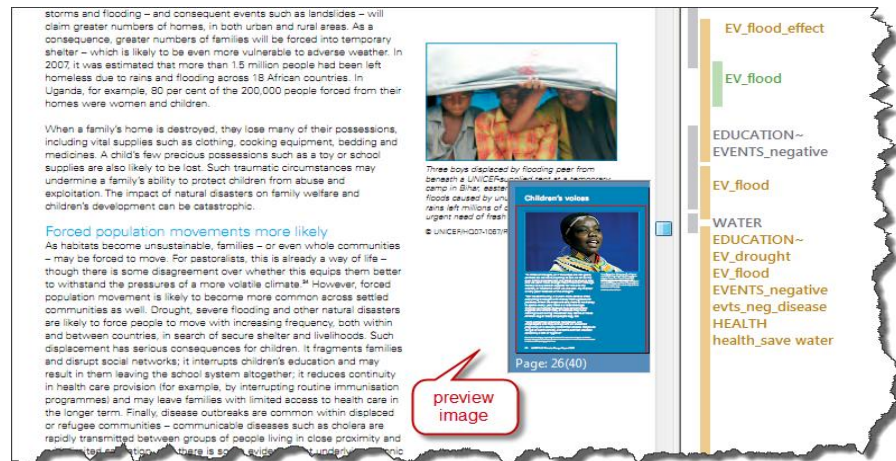 storms and flooding – and consequent events such as landslides – will
claim greater numbers of homes, in both urban and rural areas. As a
consequence, greater numbers of families will be forced into temporary
shelter – which is likely to be even more vulnerable to adverse weather. In
2007, it was estimated that more than 1.5 million people had been left
homeless due to rains and flooding across 18 African countries. In
Uganda, for example, 80 per cent of the 200,000 people forced from their
homes were women and children.
When a family's home is destroyed, they lose many of their possessions,
including vital supplies such as clothing, cooking equipment, bedding and
medicines. A child's few precious possessions such as a toy or school
supplies are also likely to be lost. Such traumatic circumstances may
undermine a family's ability to protect children from abuse and
exploitation. The impact of natural disasters on family welfare and
children's development can be catastrophic.
Forced population movements more likely
As habitats become unsustainable, families – or even whole communities
– may be forced to move. For pastoralists, this is already a way of life –
though there is some disagreement over whether this equips them better
to withstand the pressures of a more volatile climate.34 However, forced
population movement is likely to become more common across settled
communities as well. Drought, severe flooding and other natural disasters
are likely to force people to move with increasing frequency, both within
and between countries, in search of secure shelter and livelihoods. Such
displacement has serious consequences for children. It fragments families
and disrupt social networks; it interrupts children's education and may
result in them leaving the school system altogether; it reduces continuity
in health care provision (for example, by interrupting routine immunisation
programmes) and may leave families with limited access to health care in
the longer term. Finally, disease outbreaks are common within displaced
or refugee communities – communicable diseases such as cholera are
rapidly transmitted between groups of people living in close proximity and
there is some
Three boys displaced by flooding peer from
beneath a UNICEF-supplied tent at a temporary
camp in Bihar,
floods caused by
rains left millions of
urgent need of fresh
© UNICEF/HQ07-1087/
Children's voices
Page: 26(40)
preview
image
EV_flood_effect
EV_flood
EDUCATION~
EVENTS_negative
EV_flood
WATER
EDUCATION~
EV_drought
EV_flood
EVENTS_negative
evts_neg_disease
HEALTH
health_save water